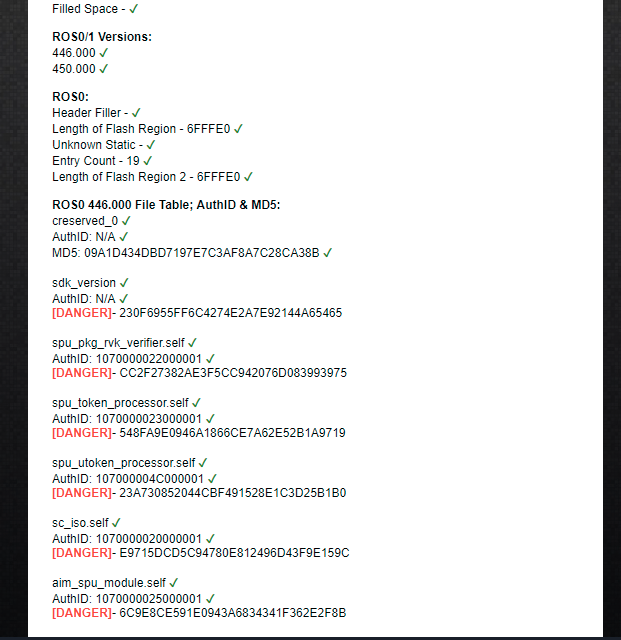 Filled Space - ✓
ROS0/1 Versions:
446.000 ✓
450.000 ✓
ROS0:
Header Filler - ✓
Length of Flash Region - 6FFFE0 ✓
Unknown Static - ✓
Entry Count - 19 ✓
Length of Flash Region 2 - 6FFFE0 ✓
ROS0 446.000 File Table; AuthID & MD5:
creserved_0 ✓
AuthID: N/A ✓
MD5: 09A1D434DBD7197E7C3AF8A7C28CA38B ✓
sdk_version ✓
AuthID: N/A ✓
[DANGER]- 230F6955FF6C4274E2A7E92144A65465
spu_pkg_rvk_verifier.self ✓
AuthID: 1070000022000001 ✓
[DANGER]- CC2F27382AE3F5CC942076D083993975
spu_token_processor.self ✓
AuthID: 1070000023000001 ✓
[DANGER]- 548FA9E0946A1866CE7A62E52B1A9719
spu_utoken_processor.self ✓
AuthID: 107000004C000001 ✓
[DANGER]- 23A730852044CBF491528E1C3D25B1B0
sc_iso.self ✓
AuthID: 1070000020000001 ✓
[DANGER]- E9715DCD5C94780E812496D43F9E159C
aim_spu_module.self ✓
AuthID: 1070000025000001 ✓
[DANGER]- 6C9E8CE591E0943A6834341F362E2F8B